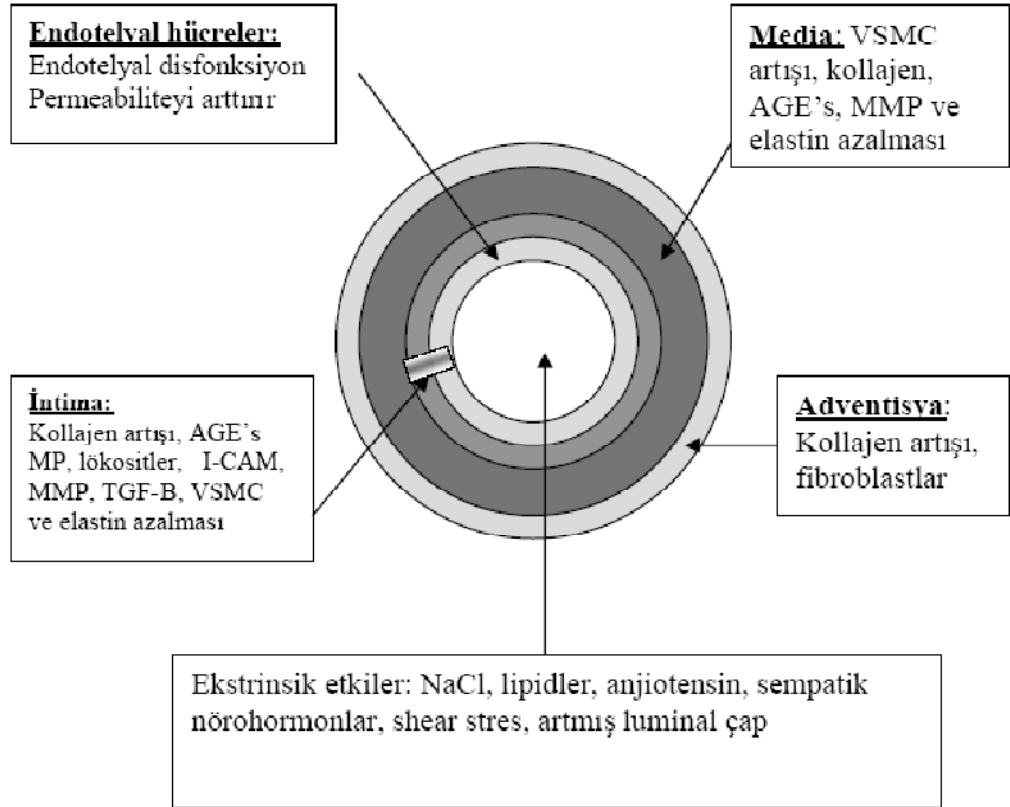 Endotelyal hücreler:
Endotelyal disfonksiyon
Permeabiliteyi arttırır
Media: VSMC
artışı, kollajen,
AGE's, MMP ve
elastin azalması
İntima:
Kollajen artışı, AGE's
MP, lökositler, I-CAM,
MMP, TGF-B, VSMC
ve elastin azalması
Adventisya:
Kollajen artışı,
fibroblastlar
Ekstrinsik etkiler: NaCl, lipidler, anjiotensin, sempatik
nörohormonlar, shear stres, artmış luminal çap